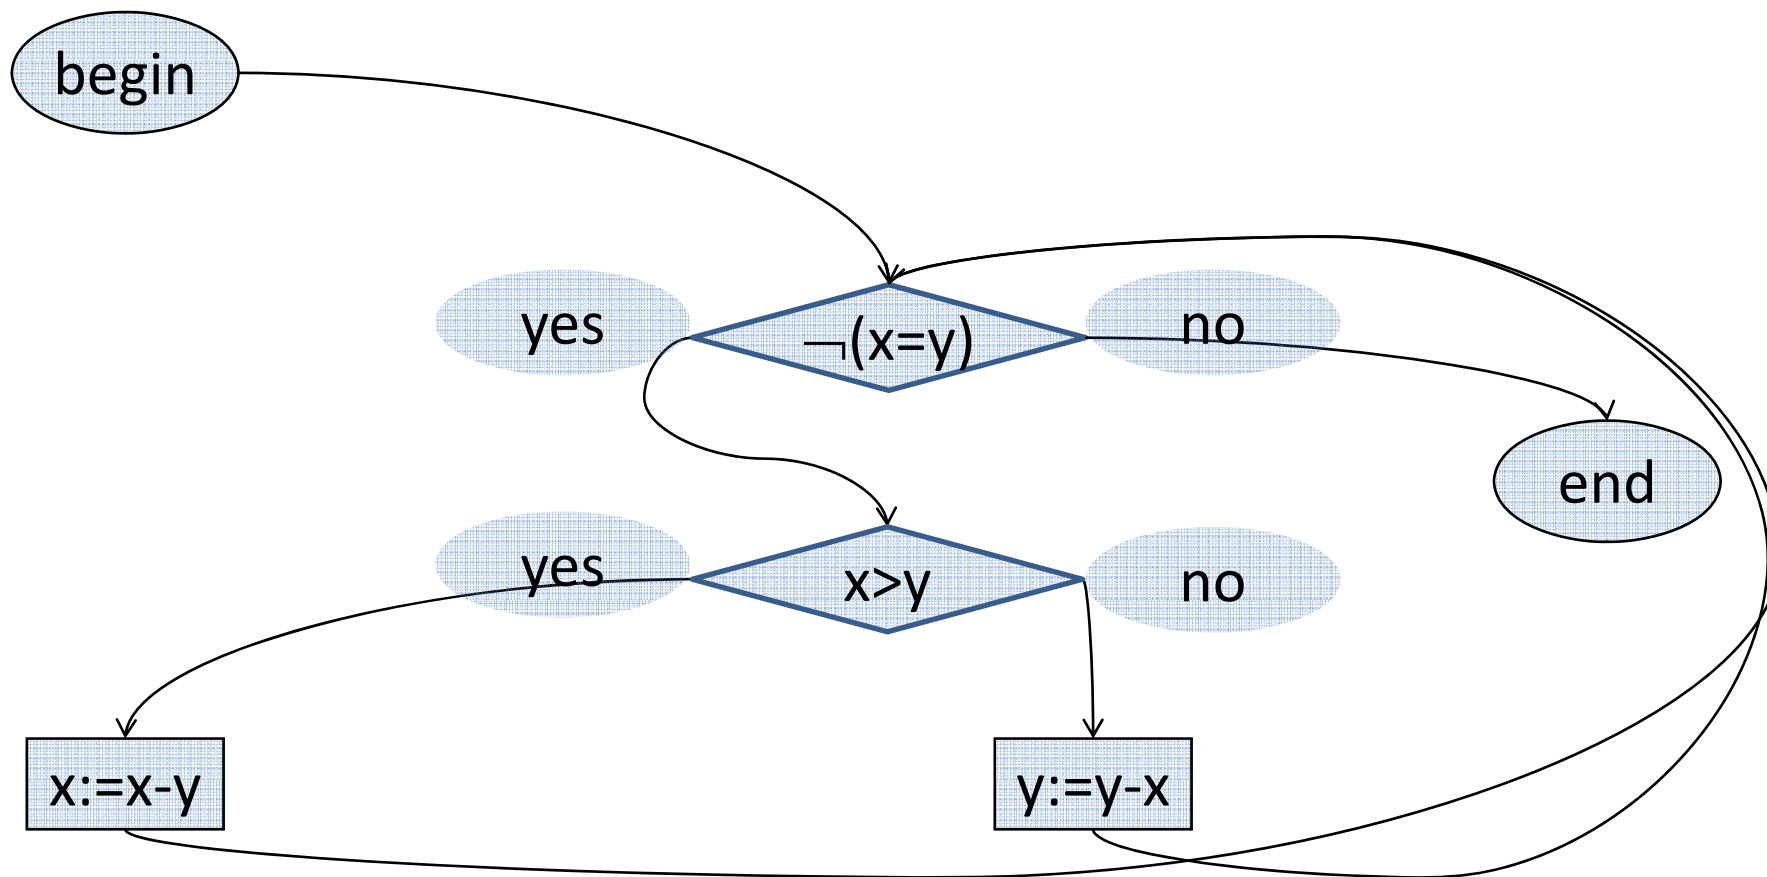 begin
yes
¬(x=y)
no
end
yes
x>y
no
x:=x-y
y:=y-x